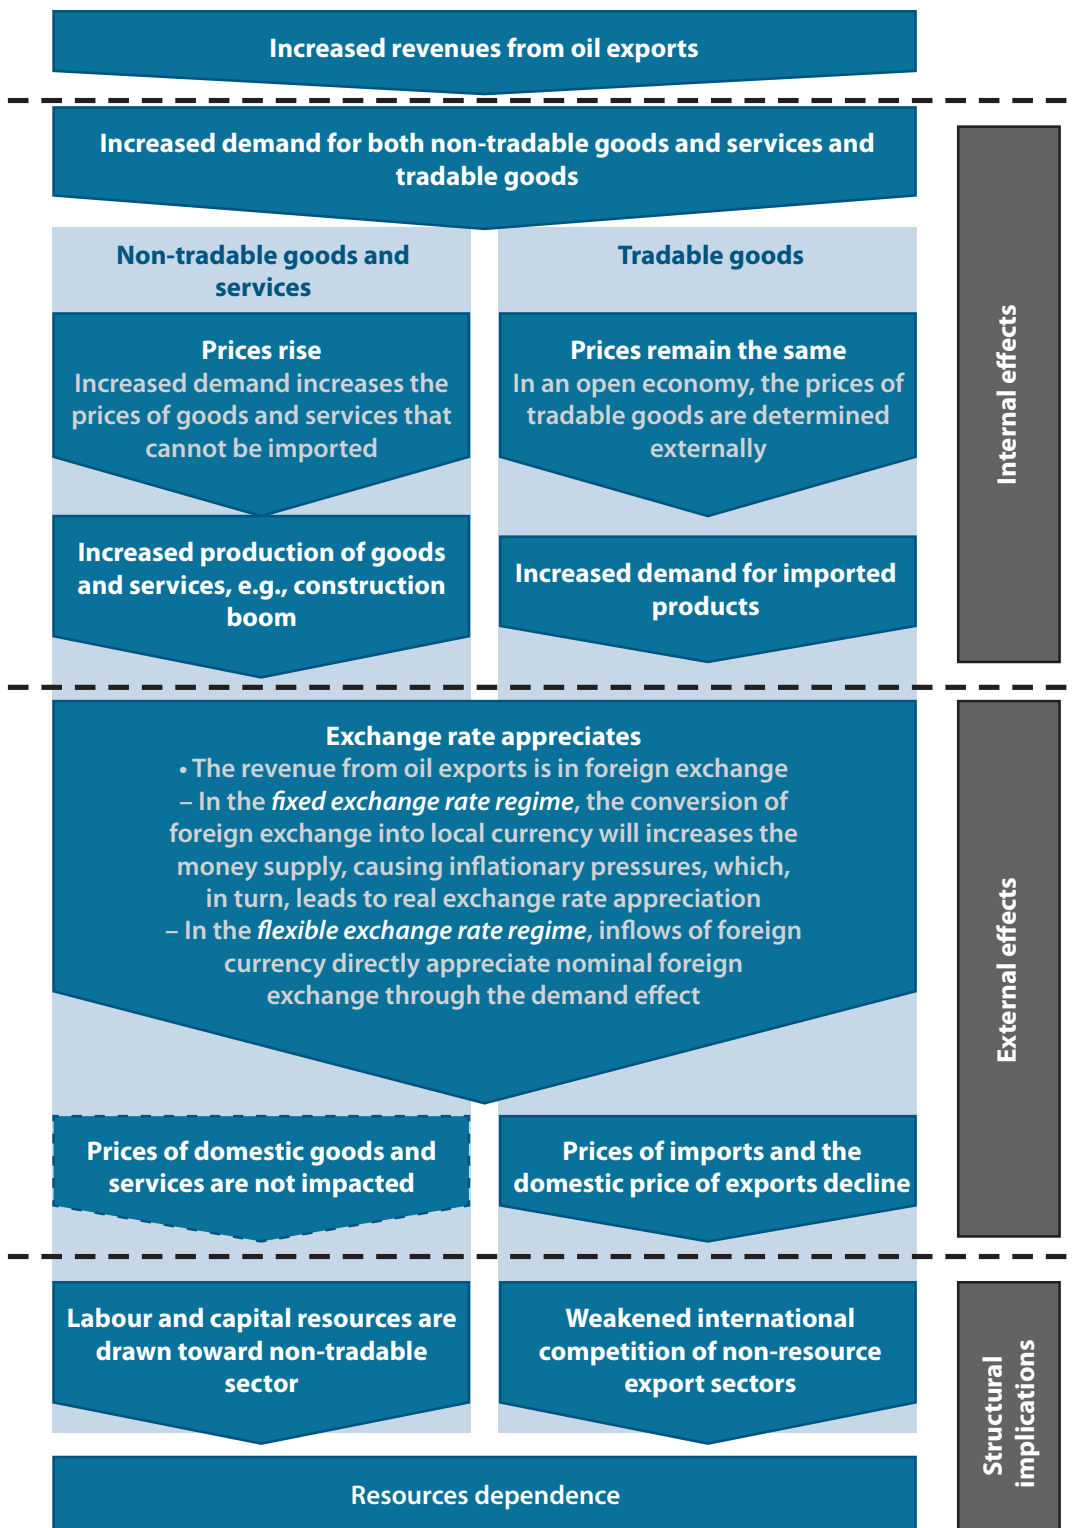 Increased revenues from oil exports
Increased demand for both non-tradable goods and services and
tradable goods
Non-tradable goods and
services
Tradable goods
Prices rise
Increased demand increases the
prices of goods and services that
cannot be imported
Prices remain the same
In an open economy, the prices of
tradable goods are determined
externally
Increased production of goods
and services, e.g., construction
boom
Increased demand for imported
products
Internal effects
Exchange rate appreciates
• The revenue from oil exports is in foreign exchange
– In the fixed exchange rate regime, the conversion of
foreign exchange into local currency will increases the
money supply, causing inflationary pressures, which,
in turn, leads to real exchange rate appreciation
– In the flexible exchange rate regime, inflows of foreign
currency directly appreciate nominal foreign
exchange through the demand effect
Prices of domestic goods and
services are not impacted
Prices of imports and the
domestic price of exports decline
External effects
Labour and capital resources are
drawn toward non-tradable
sector
Weakened international
competition of non-resource
export sectors
Structural
implications
Resources dependence